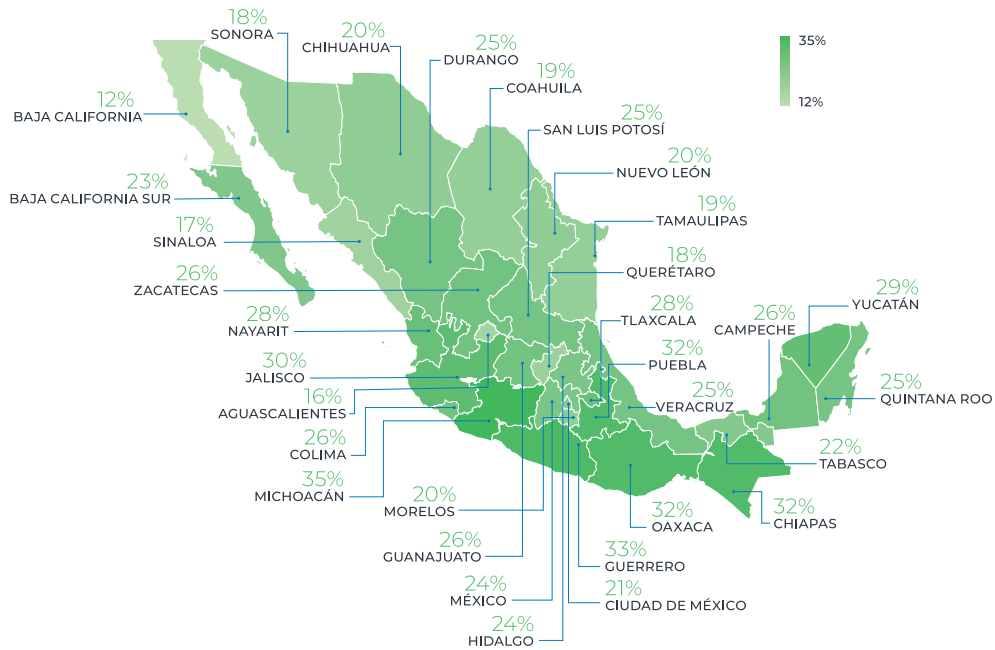 18%
SONORA
20%
CHIHUAHUA
25%
DURANGO
19%
COAHUILA
25%
SAN LUIS POTOSÍ
20%
NUEVO LEÓN
19%
TAMAULIPAS
18%
QUERÉTARO
28%
TLAXCALA
32%
PUEBLA
25%
VERACRUZ
26%
CAMPECHE
29%
YUCATÁN
25%
QUINTANA ROO
22%
TABASCO
32%
CHIAPAS
32%
OAXACA
33%
GUERRERO
21%
CIUDAD DE MÉXICO
24%
HIDALGO
24%
MÉXICO
26%
GUANAJUATO
20%
MORELOS
35%
MICHOACÁN
26%
COLIMA
16%
AGUASCALIENTES
30%
JALISCO
28%
NAYARIT
26%
ZACATECAS
17%
SINALOA
23%
BAJA CALIFORNIA SUR
12%
BAJA CALIFORNIA
35%
12%